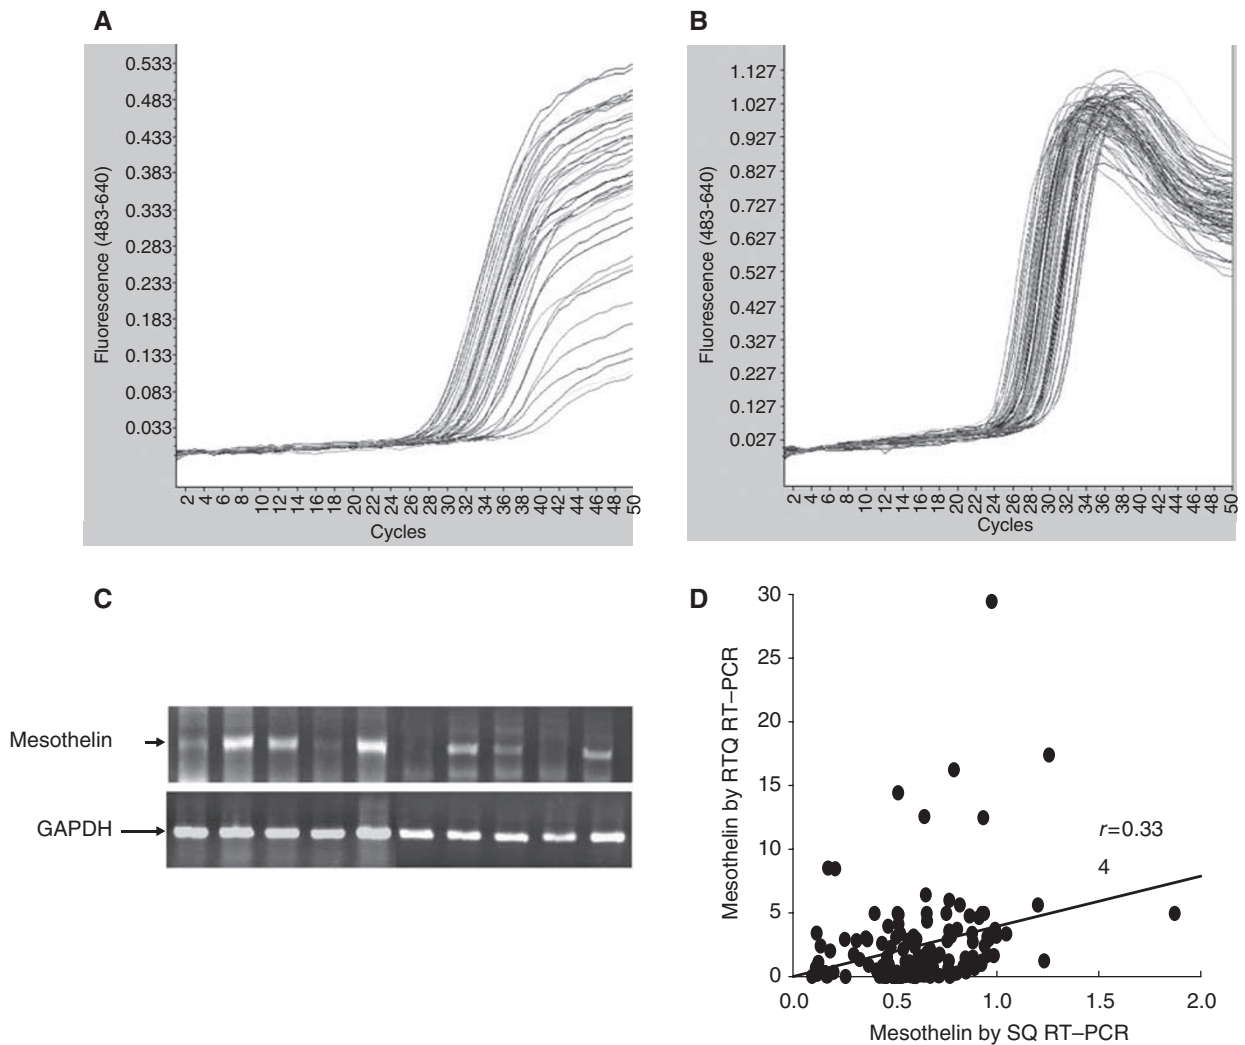 A
0.533
0.483
0.433
0.383
0.333
0.283
0.233
0.183
0.133
0.083
0.033
Fluorescence (483-640)
2 4 6 8 10 12 14 16 18 20 22 24 26 28 30 32 34 36 38 40 42 44 46 48 50
Cycles
B
1.127
1.027
0.927
0.827
0.727
0.627
0.527
0.427
0.327
0.227
0.127
0.027
Fluorescence (483-640)
2 4 6 8 10 12 14 16 18 20 22 24 26 28 30 32 34 36 38 40 42 44 46 48 50
Cycles
C
Mesothelin
GAPDH
D
30
25
20
15
10
5
0
Mesothelin by RTQ RT–PCR
r=0.33
4
0.0 0.5 1.0 1.5 2.0
Mesothelin by SQ RT–PCR